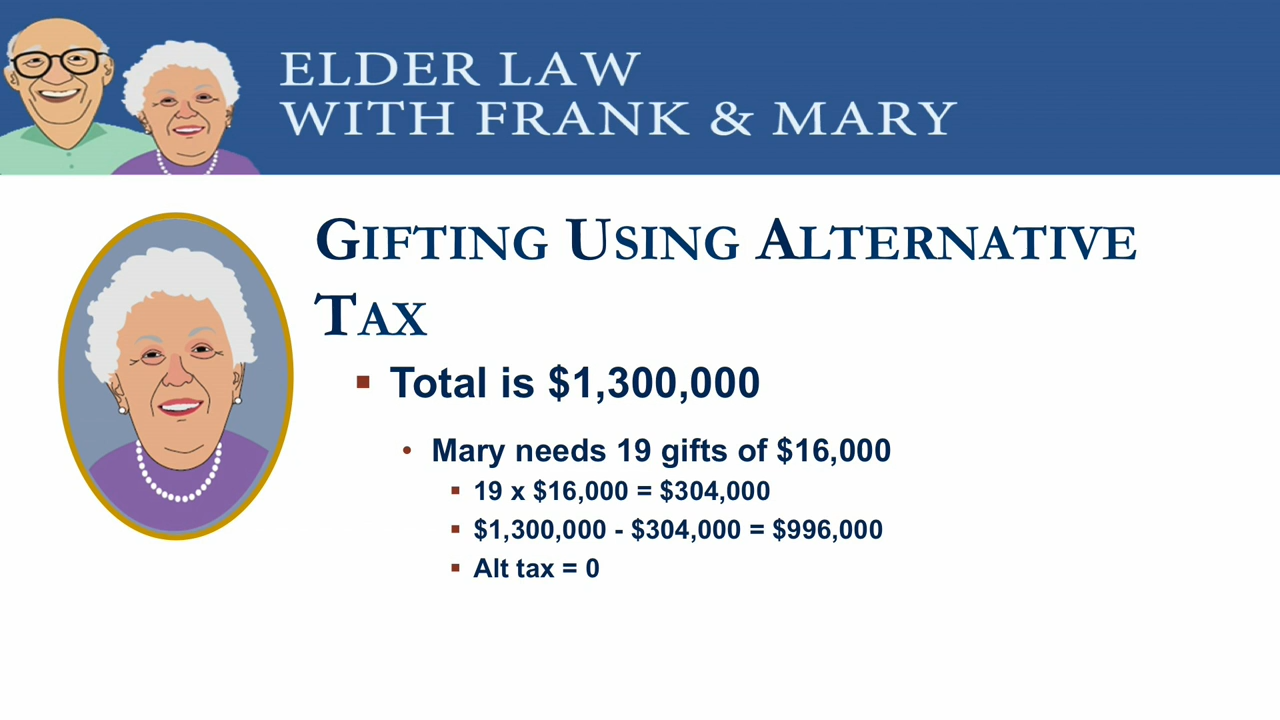 ELDER LAW
WITH FRANK & MARY
GIFTING USING ALTERNATIVE
TAX
▪ Total is $1,300,000
• Mary needs 19 gifts of $16,000
▪ 19 x $16,000 = $304,000
▪ $1,300,000 - $304,000 = $996,000
▪ Alt tax = 0